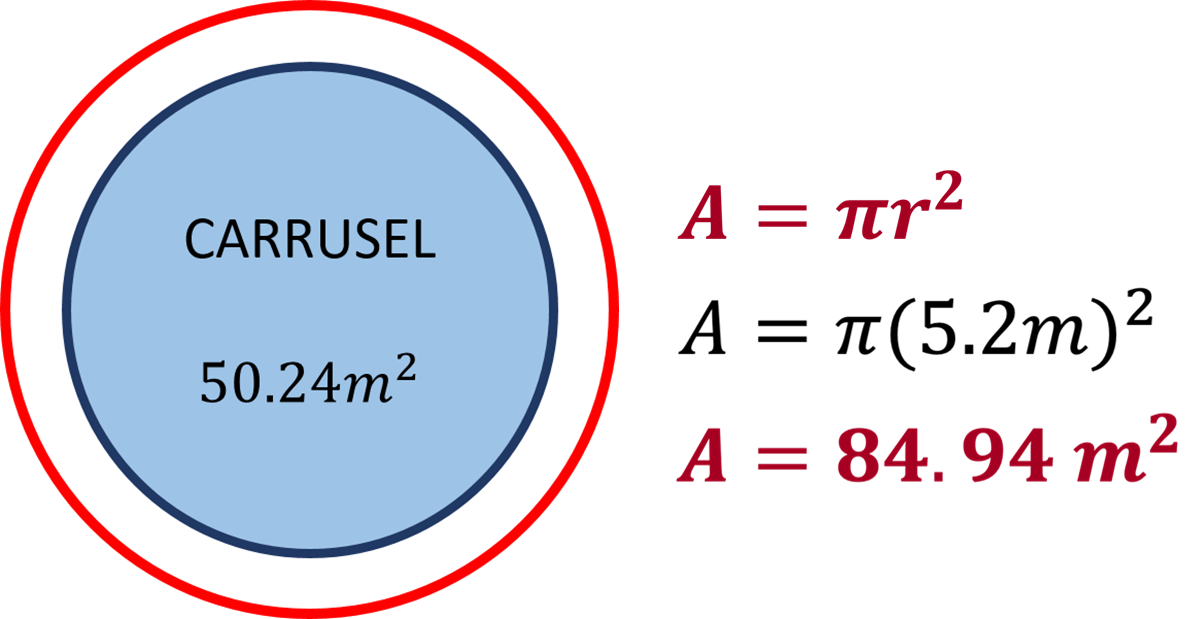 CARRUSEL
50.24m²
A = πr²
A = π(5.2m)²
A = 84.94 m²